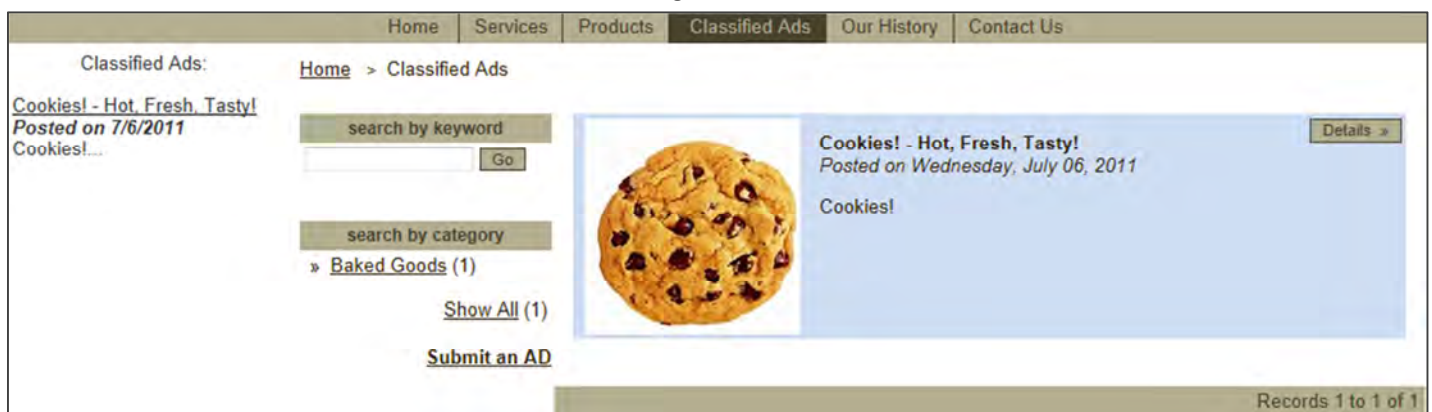 Home Services Products Classified Ads Our History Contact Us
Classified Ads:
Cookies! - Hot, Fresh, Tasty!
Posted on 7/6/2011
Cookies!...
Home > Classified Ads
search by keyword
Go
search by category
» Baked Goods (1)
Show All (1)
Submit an AD
Details »
Cookies! - Hot, Fresh, Tasty!
Posted on Wednesday, July 06, 2011
Cookies!
Records 1 to 1 of 1